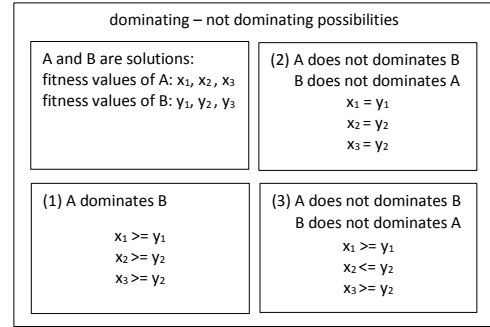 dominating – not dominating possibilities
A and B are solutions:
fitness values of A: x₁, x₂ , x₃
fitness values of B: y₁, y₂ , y₃
(2) A does not dominates B
B does not dominates A
x₁ = y₁
x₂ = y₂
x₃ = y₂
(1) A dominates B
x₁ >= y₁
x₂ >= y₂
x₃ >= y₂
(3) A does not dominates B
B does not dominates A
x₁ >= y₁
x₂ <= y₂
x₃ >= y₂